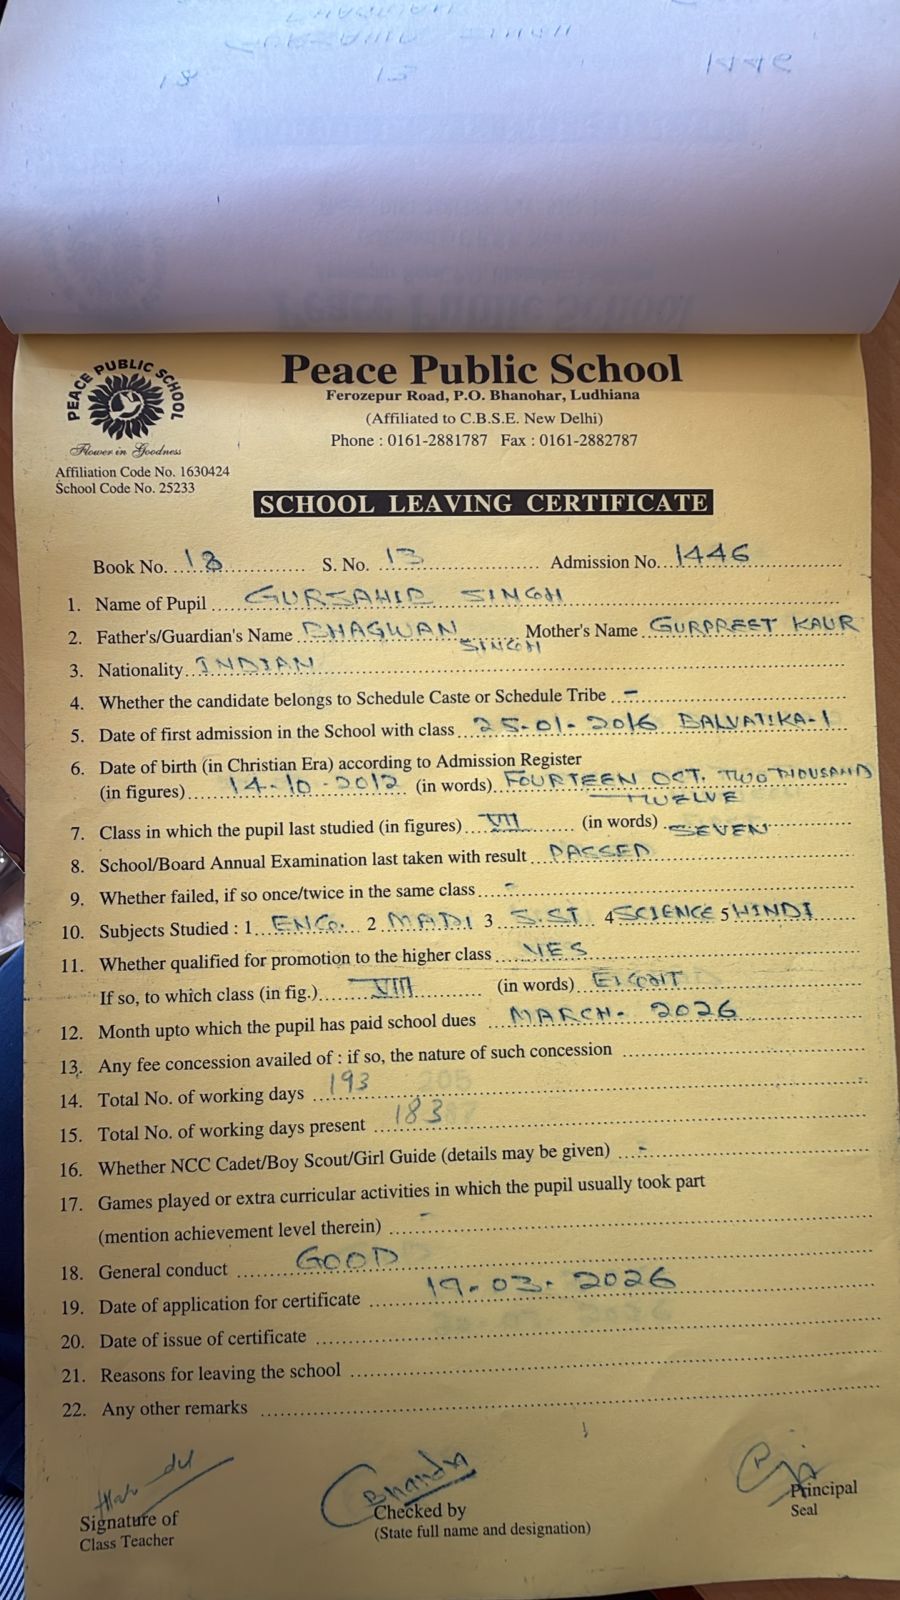 PEACE PUBLIC SCHOOL
Flower in Goodness
Affiliation Code No. 1630424
School Code No. 25233
Peace Public School
Ferozepur Road, P.O. Bhanohar, Ludhiana
(Affiliated to C.B.S.E. New Delhi)
Phone : 0161-2881787 Fax : 0161-2882787
SCHOOL LEAVING CERTIFICATE
Book No. 18 S. No. 13 Admission No. 1446
1. Name of Pupil GURSAHIB SINGH
2. Father's/Guardian's Name BHAGWAN SINGH Mother's Name GURPREET KAUR
3. Nationality INDIAN
4. Whether the candidate belongs to Schedule Caste or Schedule Tribe -
5. Date of first admission in the School with class 25-01-2016 BALVATIKA-1
6. Date of birth (in Christian Era) according to Admission Register
(in figures) 14-10-2012 (in words) FOURTEEN OCT. TWO THOUSAND
TWELVE
7. Class in which the pupil last studied (in figures) VII (in words) SEVEN
8. School/Board Annual Examination last taken with result PASSED
9. Whether failed, if so once/twice in the same class -
10. Subjects Studied : 1 ENG. 2 3 S.ST 4 SCIENCE 5 HINDI
11. Whether qualified for promotion to the higher class YES
If so, to which class (in fig.) VIII (in words) EIGHT
12. Month upto which the pupil has paid school dues MARCH- 2026
13. Any fee concession availed of : if so, the nature of such concession
14. Total No. of working days 193
15. Total No. of working days present 183
16. Whether NCC Cadet/Boy Scout/Girl Guide (details may be given) -
17. Games played or extra curricular activities in which the pupil usually took part
(mention achievement level therein) -
18. General conduct GOOD
19. Date of application for certificate 19-03-2026
20. Date of issue of certificate
21. Reasons for leaving the school
22. Any other remarks
Signature of
Class Teacher
Bhanda
Checked by
(State full name and designation)
Principal
Seal